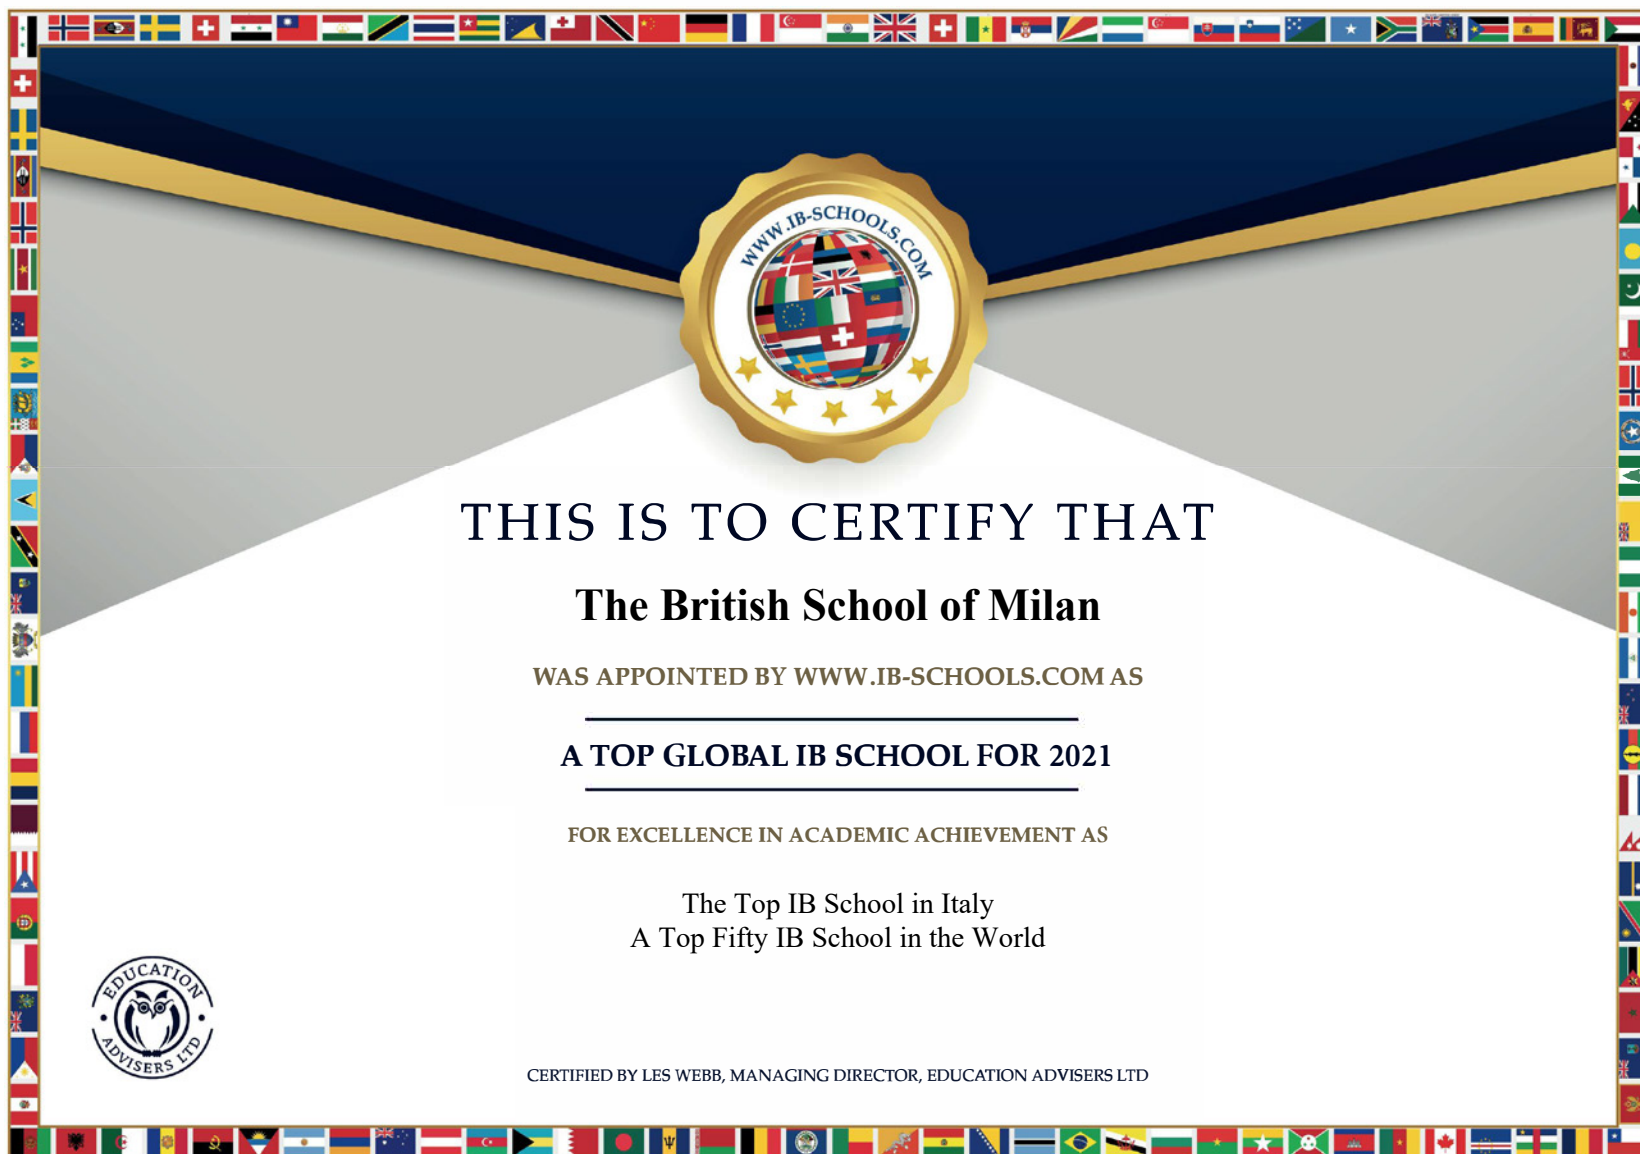 WWW.IB-SCHOOLS.COM
THIS IS TO CERTIFY THAT
The British School of Milan
WAS APPOINTED BY WWW.IB-SCHOOLS.COM AS
A TOP GLOBAL IB SCHOOL FOR 2021
FOR EXCELLENCE IN ACADEMIC ACHIEVEMENT AS
The Top IB School in Italy
A Top Fifty IB School in the World
EDUCATION
ADVISERS LTD
CERTIFIED BY LES WEBB, MANAGING DIRECTOR, EDUCATION ADVISERS LTD